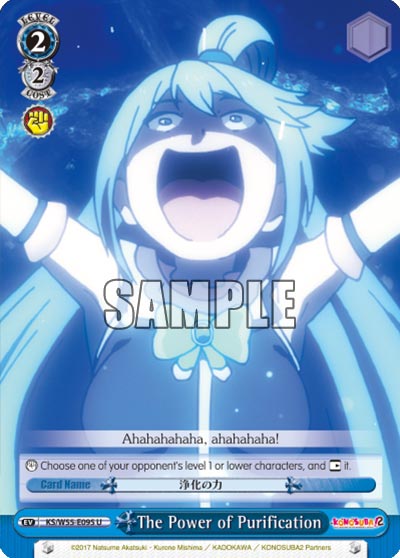 LEVEL
2
2
COST
SAMPLE
Ahahahahaha, ahahahaha!
Choose one of your opponent's level 1 or lower characters, and it.
Card Name 浄化の力
EV KS/W55-E095 U The Power of Purification KONOSUBA 2
©2017 Natsume Akatsuki・Kurone Mishima / KADOKAWA / KONOSUBA2 Partners